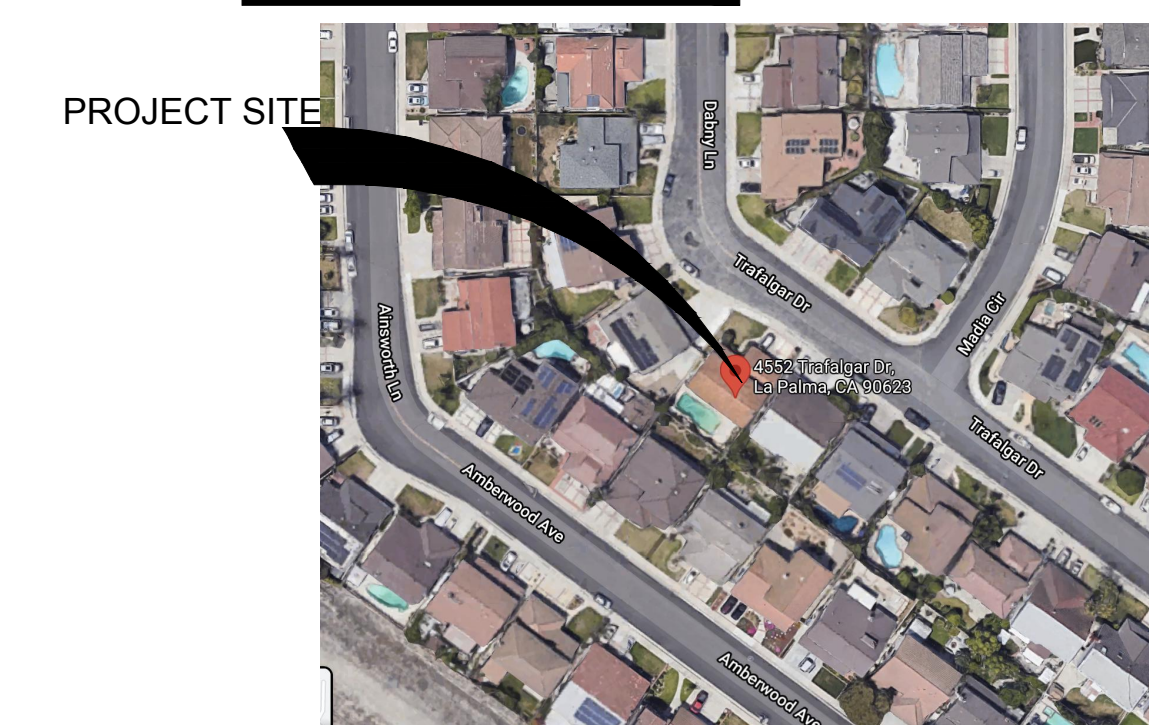 PROJECT SITE
Dabny Ln
Trafalgar Dr
Madia Cir
Ainsworth Ln
4552 Trafalgar Dr,
La Palma, CA 90623
Trafalgar Dr
Amberwood Ave
Amberwood Ave